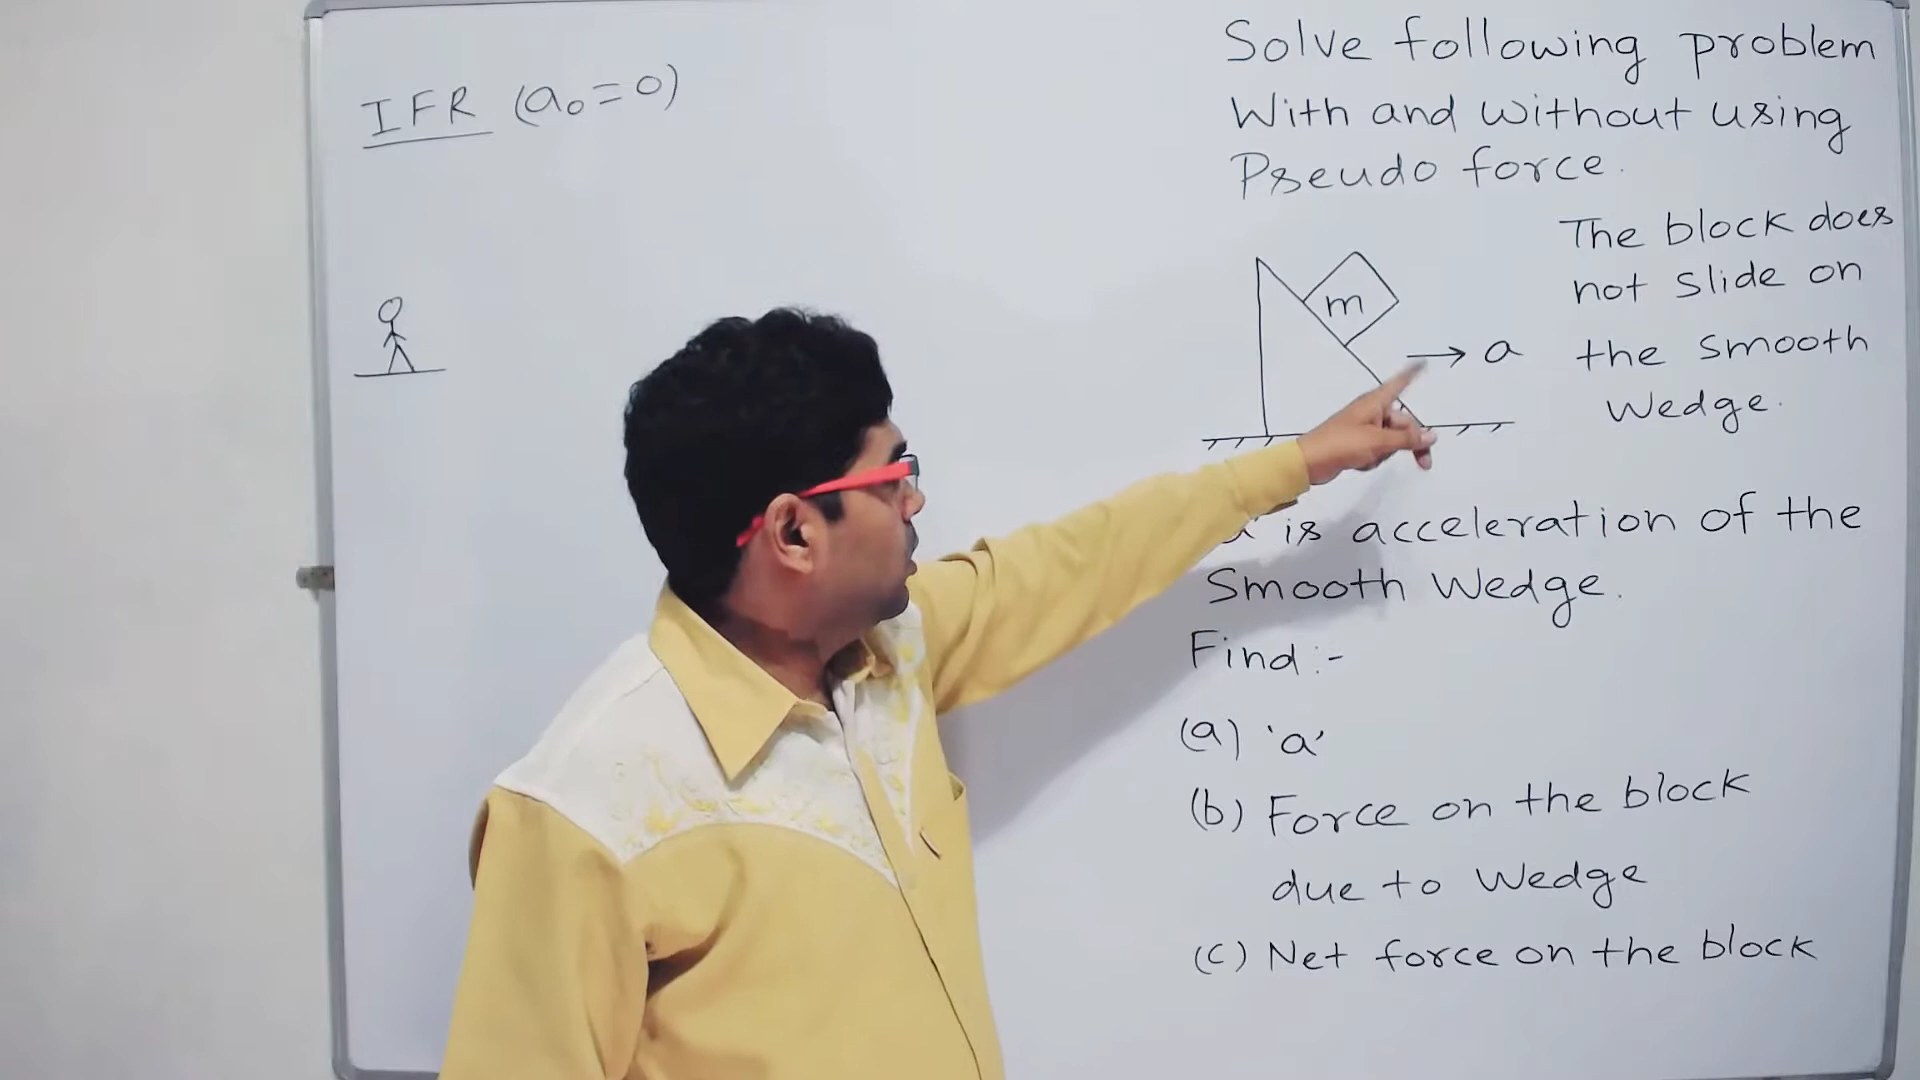 IFR (a₀=0)
Solve following problem
With and without using
Pseudo force.
The block does
not slide on
the smooth
Wedge.
m
→ a
is acceleration of the
Smooth Wedge.
Find :-
(a) 'a'
(b) Force on the block
due to Wedge
(c) Net force on the block